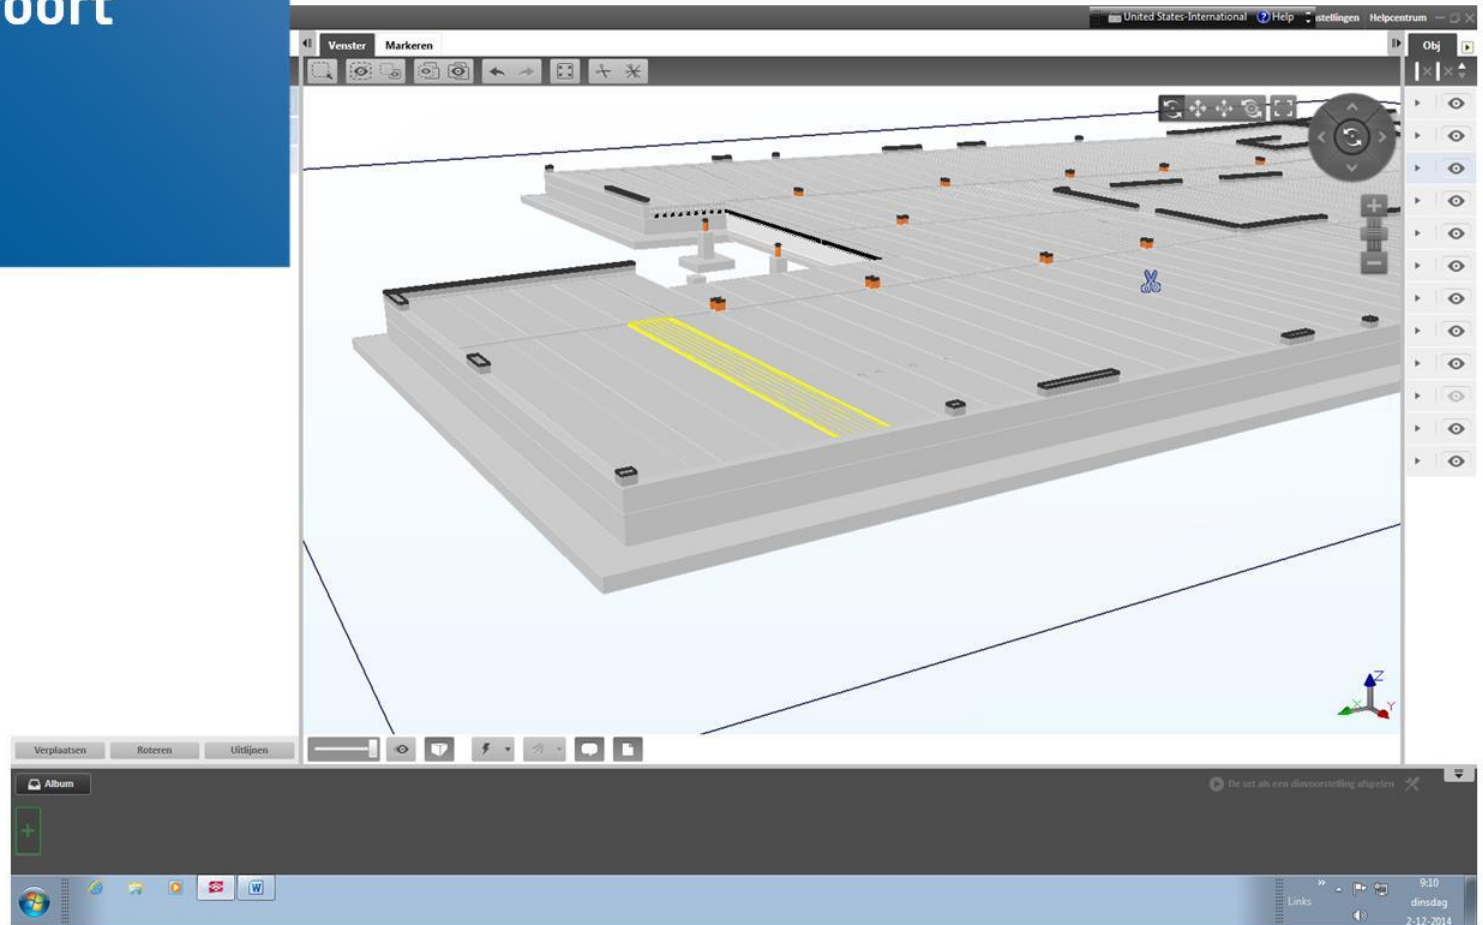 United States-International Help stellingen Helpcentrum
Venster Markeren Obj
Z
X
Y
Verplaatsen Roteren Uitlijnen
Album De set als een diavoorstelling afspelen
W
Links 9:10
dinsdag
2-12-2014